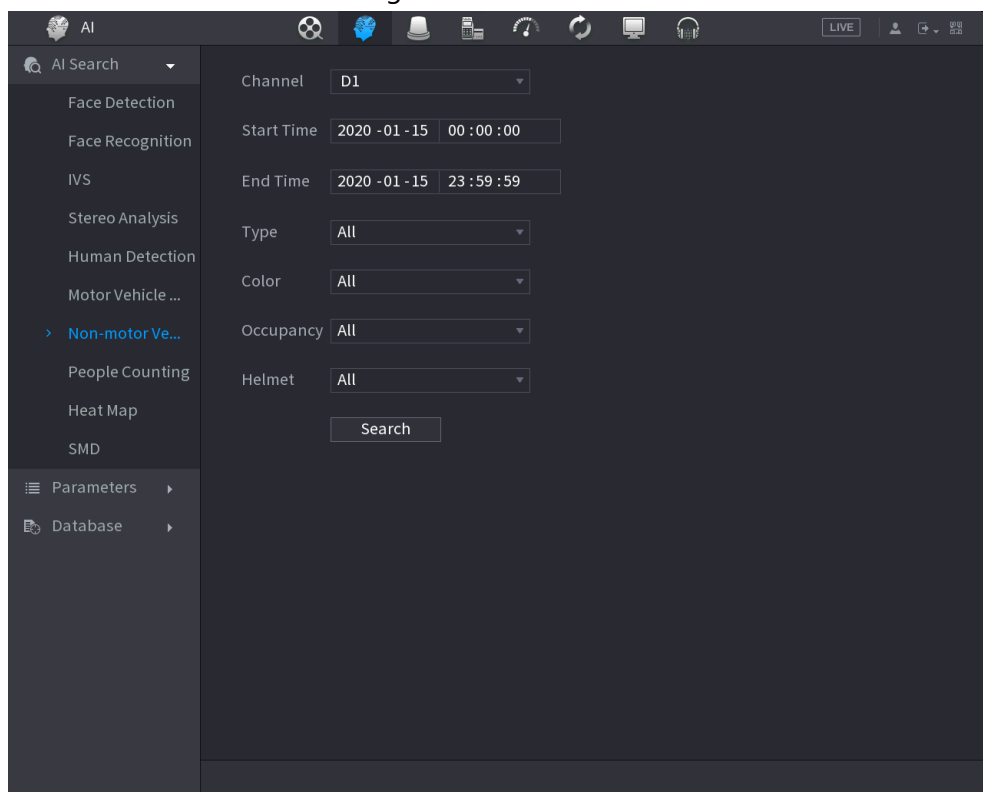 AI
LIVE
AI Search
Face Detection
Face Recognition
IVS
Stereo Analysis
Human Detection
Motor Vehicle ...
Non-motor Ve...
People Counting
Heat Map
SMD
Parameters
Database
Channel D1
Start Time 2020 -01 -15 00 :00 :00
End Time 2020 -01 -15 23 :59 :59
Type All
Color All
Occupancy All
Helmet All
Search